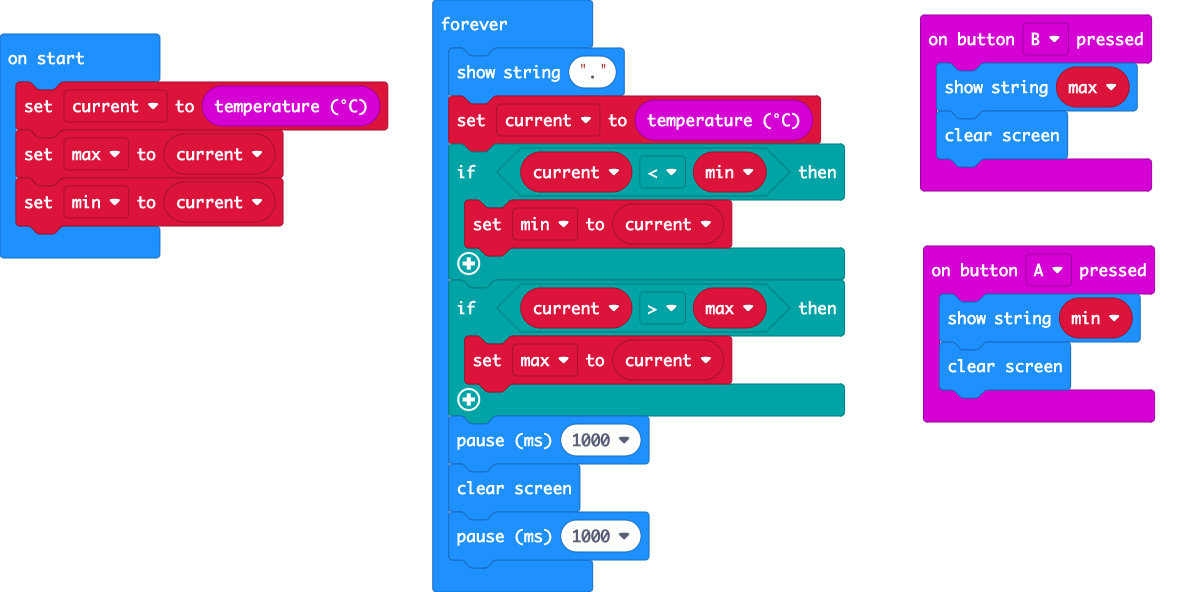 on start
set current to temperature (°C)
set max to current
set min to current
forever
show string "."
set current to temperature (°C)
if current < min then
set min to current
if current > max then
set max to current
pause (ms) 1000
clear screen
pause (ms) 1000
on button B pressed
show string max
clear screen
on button A pressed
show string min
clear screen